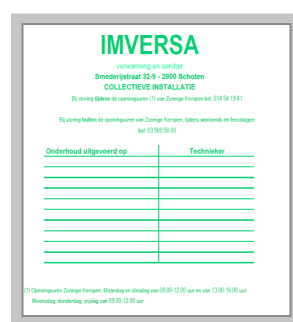 IMVERSA
verwarming en sanitair
Smederijstraat 32-9 - 2900 Schoten
COLLECTIEVE INSTALLATIE
Bij storing tijdens de openingsuren (1) van Zonnige Kempen bel: 014 54 19 41
Bij storing buiten de openingsuren van Zonnige Kempen, tijdens weekends en feestdagen
bel: 03 500 50 00
Onderhoud uitgevoerd op Technieker
(1) Openingsuren Zonnige Kempen: Maandag en dinsdag van 09.00-12.00 uur en van 13.00-16.00 uur.
Woensdag, donderdag, vrijdag van 09.00-12.00 uur